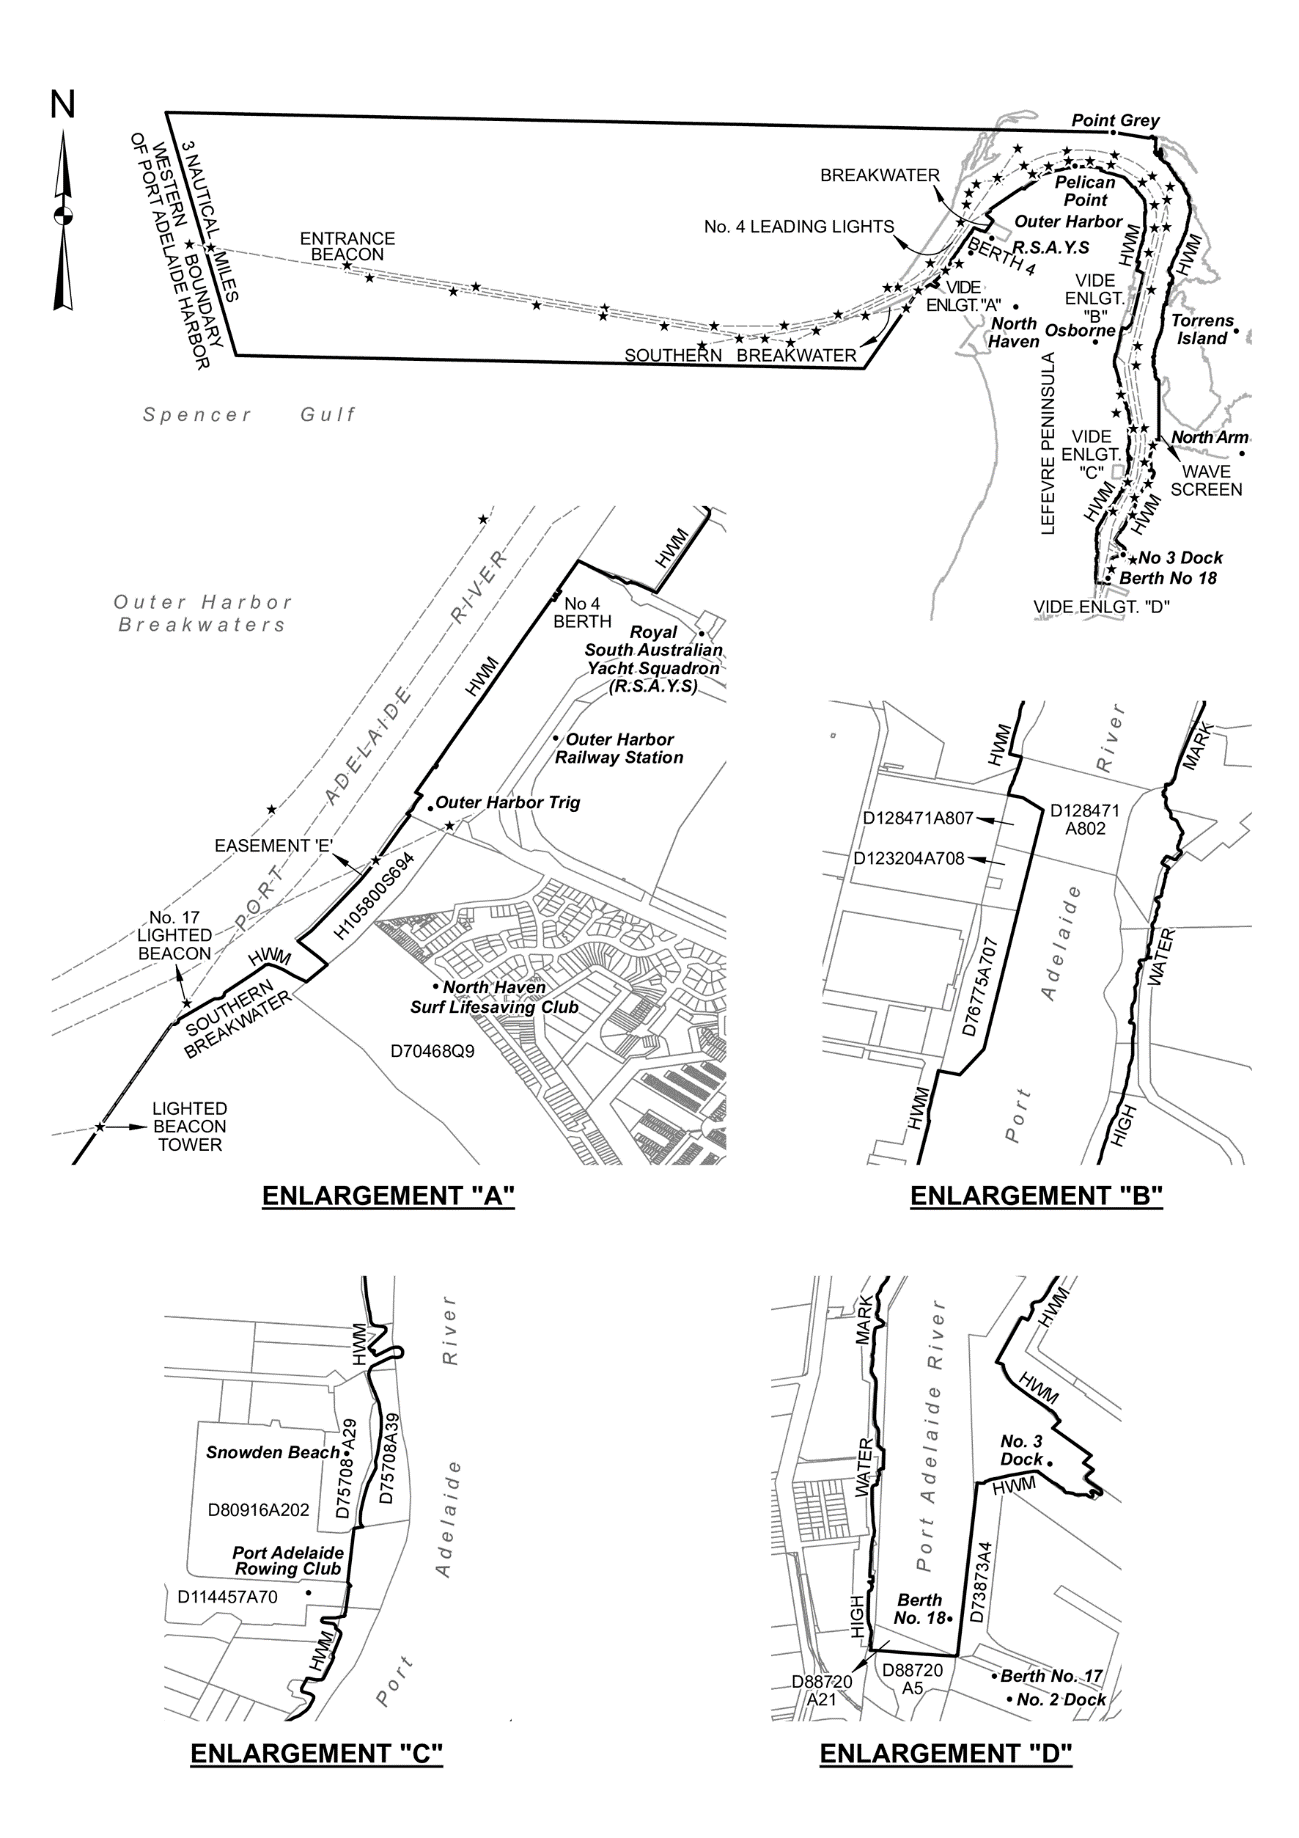 N
3 NAUTICAL MILES
WESTERN BOUNDARY
OF PORT ADELAIDE HARBOR
ENTRANCE
BEACON
SOUTHERN BREAKWATER
Spencer Gulf
BREAKWATER
No. 4 LEADING LIGHTS
Point Grey
Pelican
Point
Outer Harbor
R.S.A.Y.S
BERTH 4
VIDE
ENLGT. "A"
North
Haven
HWM
HWM
VIDE
ENLGT.
"B"
Osborne
Torrens
Island
LEFEVRE PENINSULA
VIDE
ENLGT.
"C"
North Arm
WAVE
SCREEN
HWM
HWM
No 3 Dock
Berth No 18
VIDE ENLGT. "D"
Outer Harbor
Breakwaters
PORT ADELAIDE RIVER
HWM
No 4
BERTH
Royal
South Australian
Yacht Squadron
(R.S.A.Y.S)
HWM
Outer Harbor
Railway Station
Outer Harbor Trig
EASEMENT 'E'
H105800S694
No. 17
LIGHTED
BEACON
HWM
SOUTHERN
BREAKWATER
North Haven
Surf Lifesaving Club
D70468Q9
LIGHTED
BEACON
TOWER
ENLARGEMENT "A"
HWM
River
MARK
D128471A807
D128471
A802
D123204A708
Adelaide
WATER
D76775A707
HWM
Port
HIGH
ENLARGEMENT "B"
HWM
River
Snowden Beach
D75708A29
D75708A39
D80916A202
Adelaide
Port Adelaide
Rowing Club
D114457A70
HWM
Port
ENLARGEMENT "C"
MARK
HWM
Port Adelaide River
HWM
WATER
No. 3
Dock
HWM
D73873A4
HIGH
Berth
No. 18
D88720
A21
D88720
A5
Berth No. 17
No. 2 Dock
ENLARGEMENT "D"